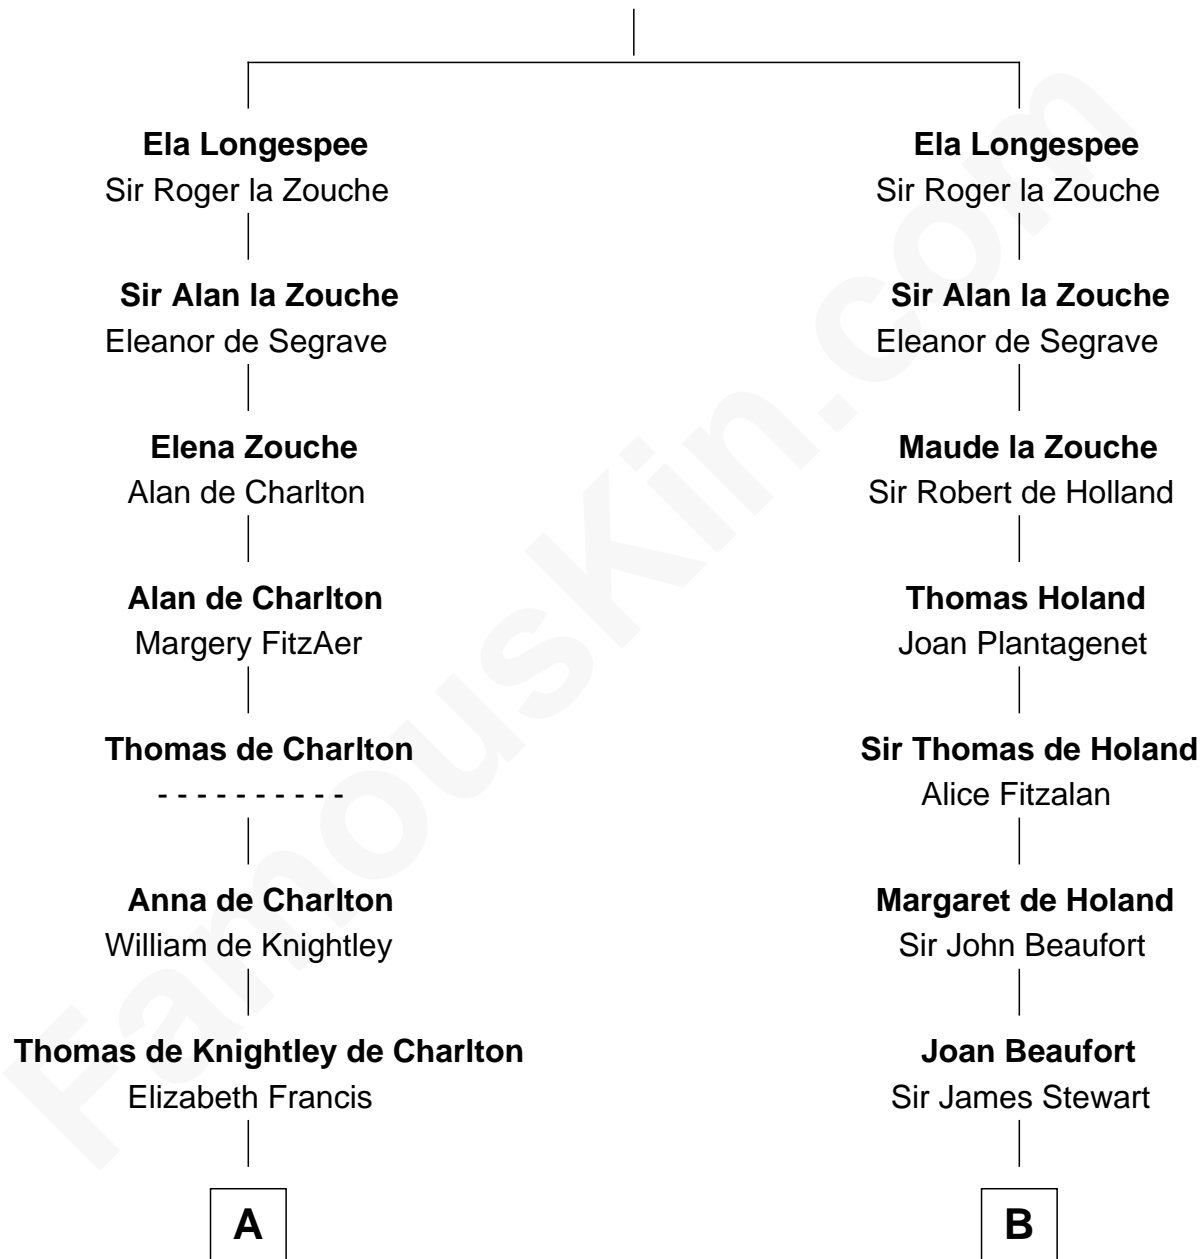 Ela Longespee
Sir Roger la Zouche
Sir Alan la Zouche
Eleanor de Segrave
Elena Zouche
Alan de Charlton
Alan de Charlton
Margery FitzAer
Thomas de Charlton
- - - - - - - - - -
Anna de Charlton
William de Knightley
Thomas de Knightley de Charlton
Elizabeth Francis
A
Ela Longespee
Sir Roger la Zouche
Sir Alan la Zouche
Eleanor de Segrave
Maude la Zouche
Sir Robert de Holland
Thomas Holand
Joan Plantagenet
Sir Thomas de Holand
Alice Fitzalan
Margaret de Holand
Sir John Beaufort
Joan Beaufort
Sir James Stewart
B
FamousKin.com